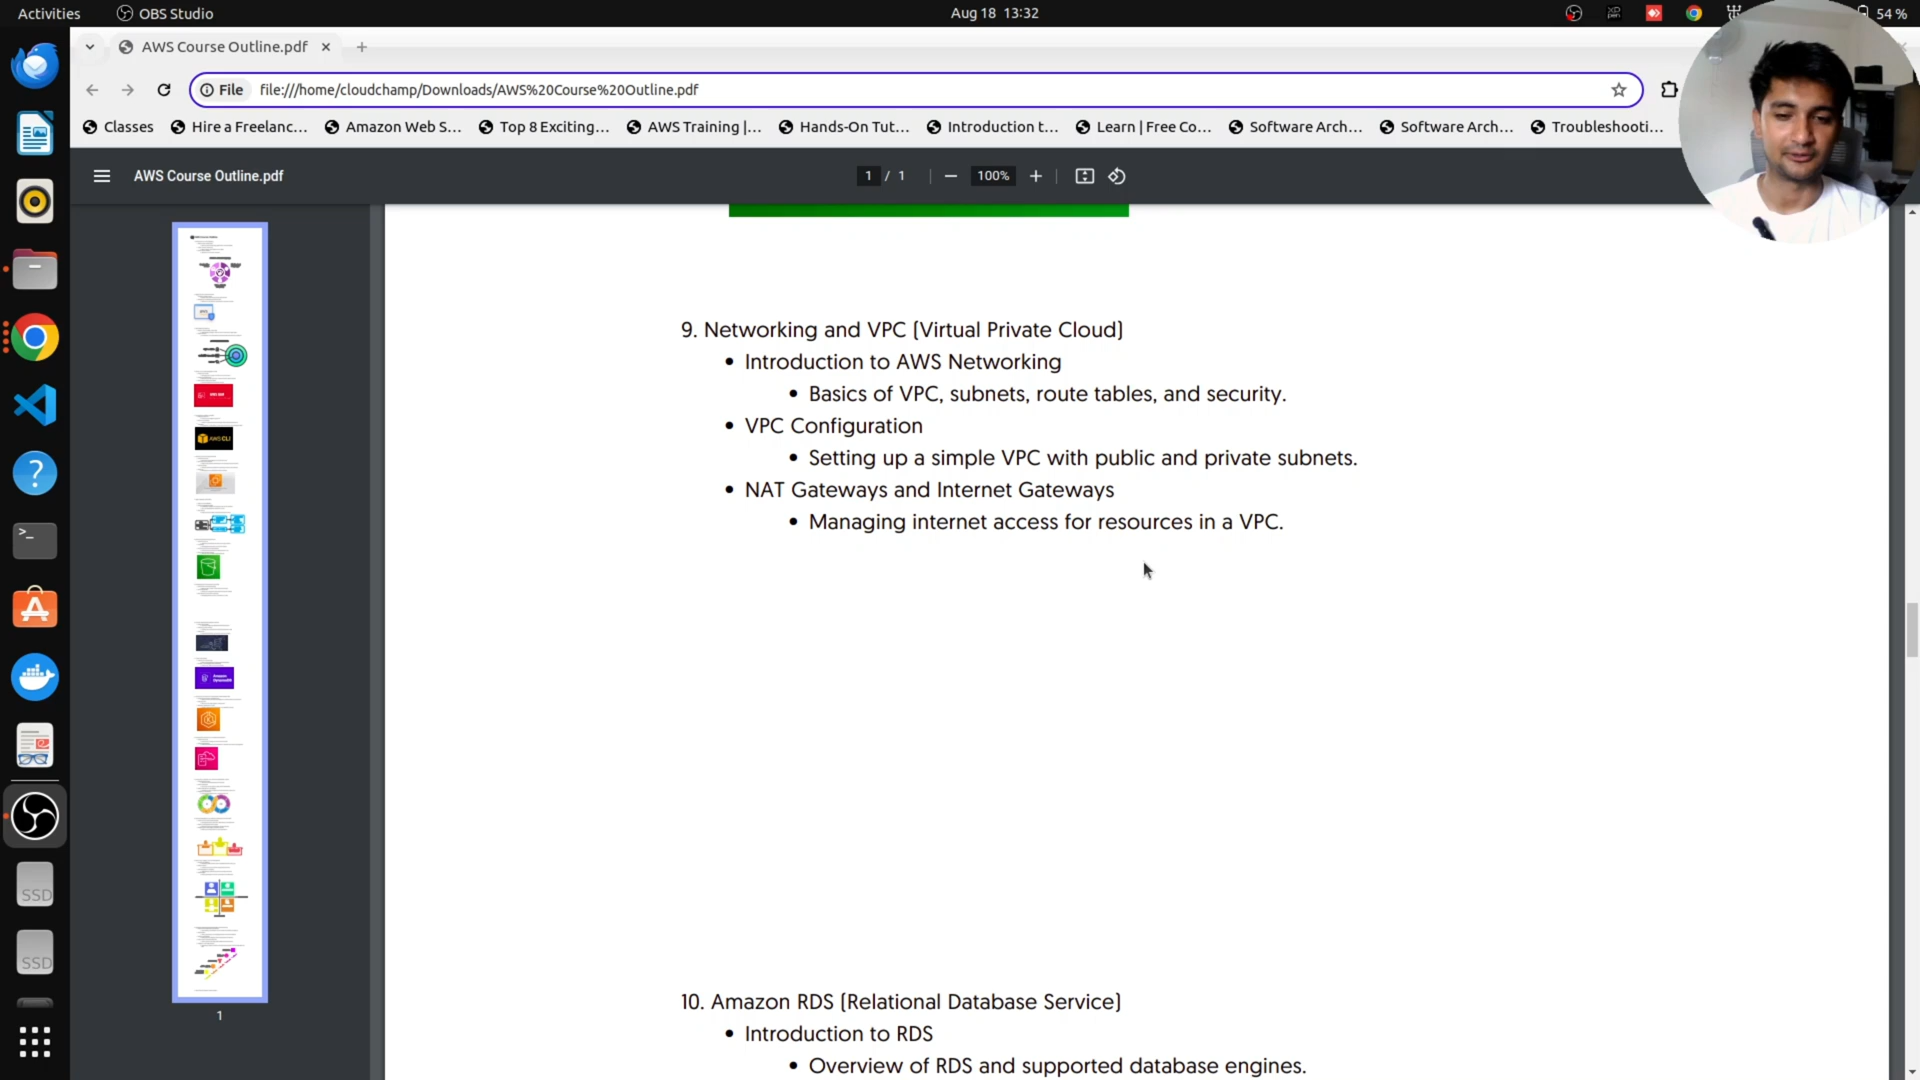 Activities
OBS Studio
Aug 18 13:32
54 %
AWS Course Outline.pdf
File
file:///home/cloudchamp/Downloads/AWS%20Course%20Outline.pdf
Classes
Hire a Freelanc...
Amazon Web S...
Top 8 Exciting...
AWS Training |...
Hands-On Tut...
Introduction t...
Learn | Free Co...
Software Arch...
Software Arch...
Troubleshooti...
AWS Course Outline.pdf
1 / 1
100%
9. Networking and VPC (Virtual Private Cloud)
• Introduction to AWS Networking
• Basics of VPC, subnets, route tables, and security.
• VPC Configuration
• Setting up a simple VPC with public and private subnets.
• NAT Gateways and Internet Gateways
• Managing internet access for resources in a VPC.
10. Amazon RDS (Relational Database Service)
• Introduction to RDS
• Overview of RDS and supported database engines.
AWS CLI
1
SSD
SSD